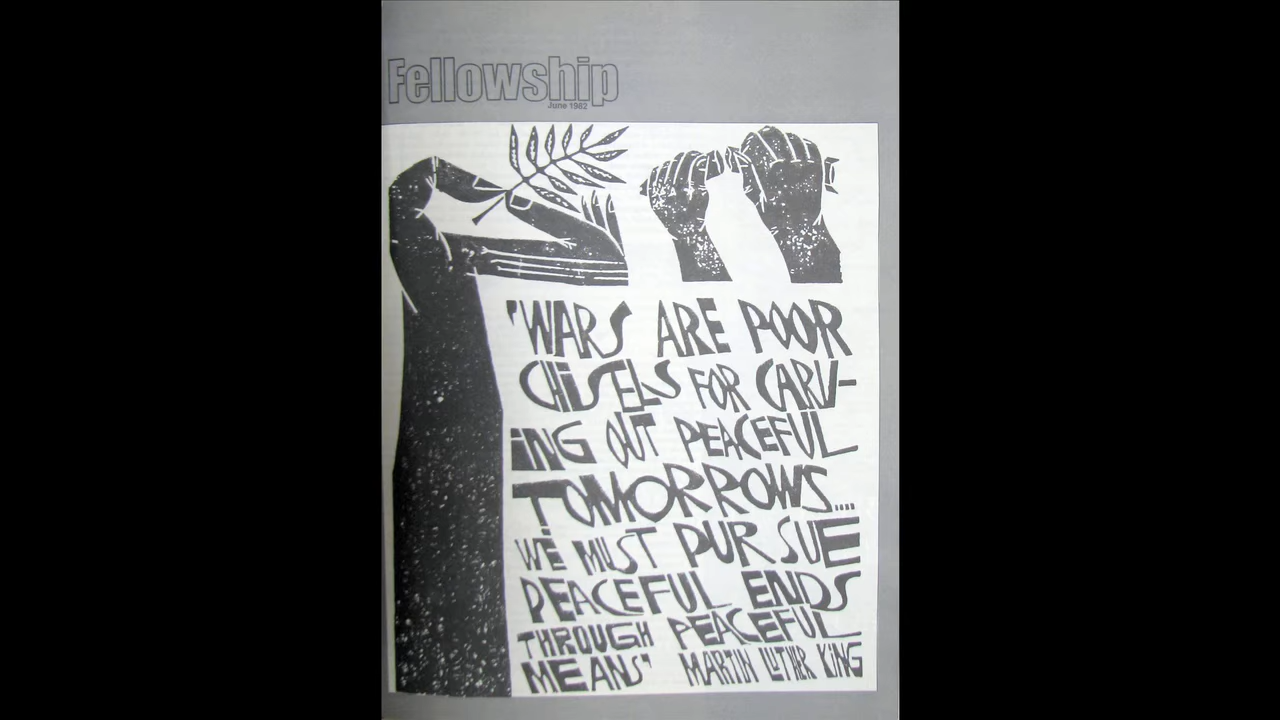 Fellowship
June 1982
"WARS ARE POOR
CHiSELS FOR CARV-
iNG OUT PEACEFUL
TOMORROWS....
WE MUST PURSUE
PEACEFUL ENDS
THROUGH PEACEFUL
MEANS" MARTIN LUTHER KiNG